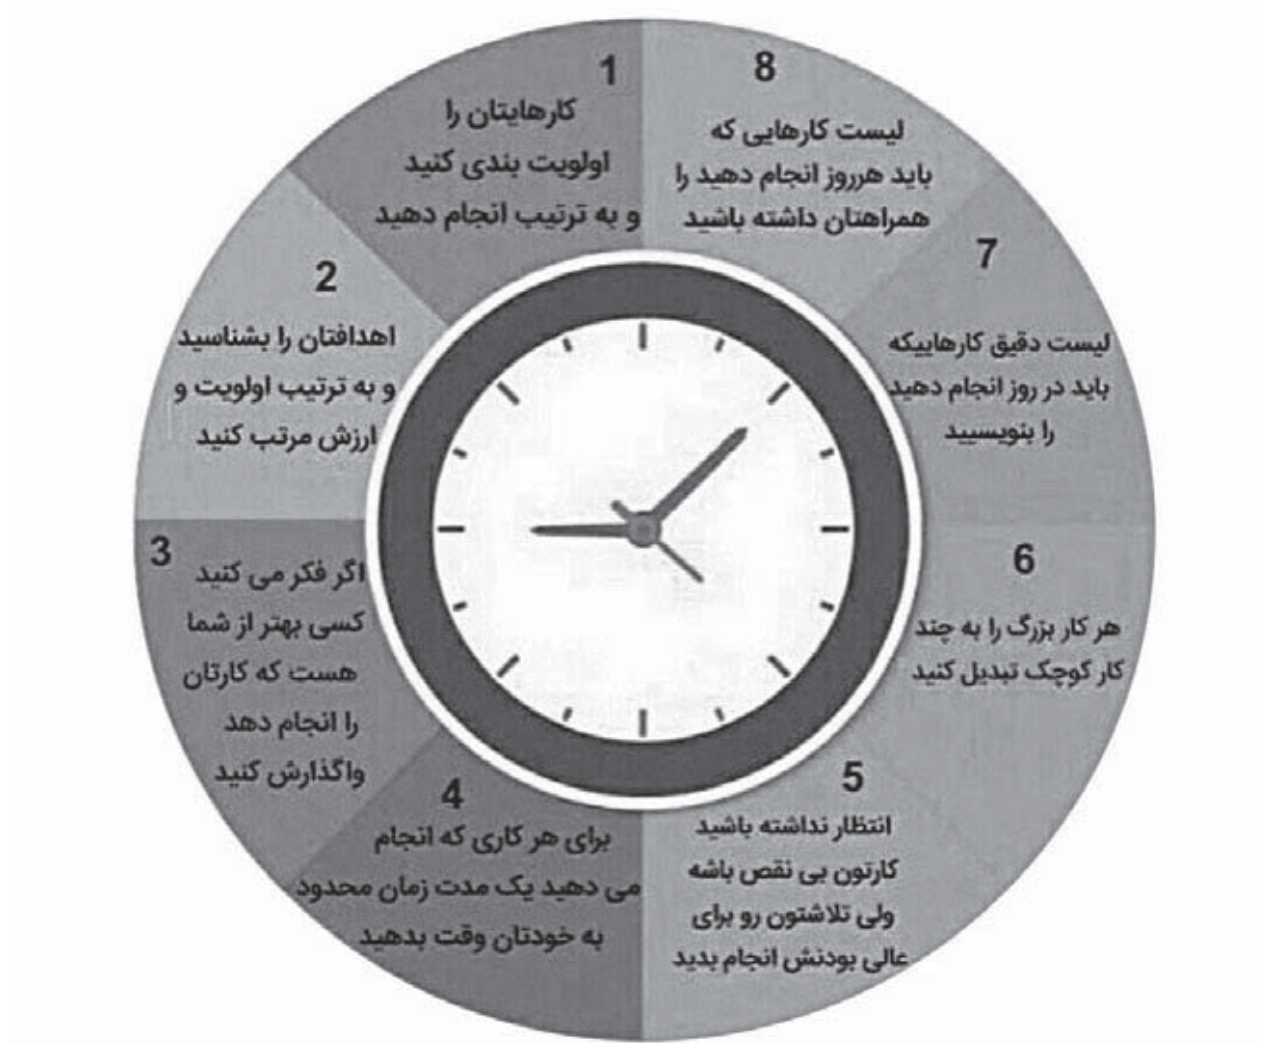 1
کارهایتان را
اولویت بندی کنید
و به ترتیب انجام دهید
2
اهدافتان را بشناسید
و به ترتیب اولویت و
ارزش مرتب کنید
3
اگر فکر می کنید
کسی بهتر از شما
هست که کارتان
را انجام دهد
واگذارش کنید
4
برای هر کاری که انجام
می دهید یک مدت زمان محدود
به خودتان وقت بدهید
5
انتظار نداشته باشید
کارتون بی نقص باشه
ولی تلاشتون رو برای
عالی بودنش انجام بدید
6
هر کار بزرگ را به چند
کار کوچک تبدیل کنید
7
لیست دقیق کارهاییکه
باید در روز انجام دهید
را بنویسیید
8
لیست کارهایی که
باید هرروز انجام دهید را
همراهتان داشته باشید